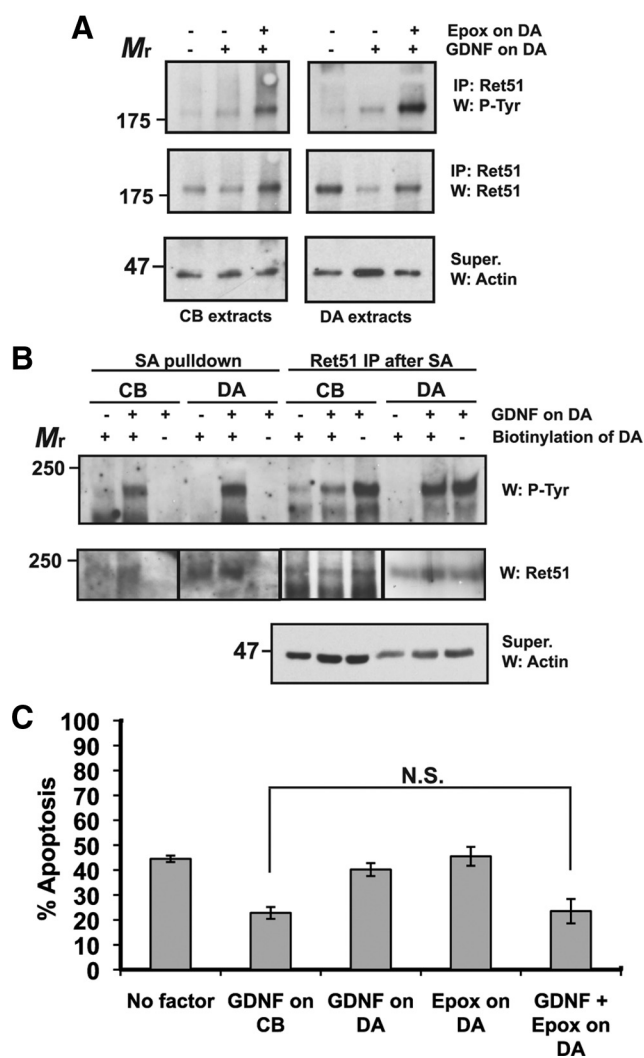 A
- - + Epox on DA
Mr - + + - + + GDNF on DA
IP: Ret51
W: P-Tyr
175
IP: Ret51
W: Ret51
175
47
Super.
W: Actin
CB extracts DA extracts
B
SA pulldown Ret51 IP after SA
CB DA CB DA
- + + - + + - + + - + + GDNF on DA
Mr + + - + + - + + - + + - Biotinylation of DA
250
W: P-Tyr
250
W: Ret51
47
Super.
W: Actin
C
100
90
80
70
60
50
40
30
20
10
0
% Apoptosis
N.S.
No factor GDNF on CB GDNF on DA Epox on DA GDNF + Epox on DA